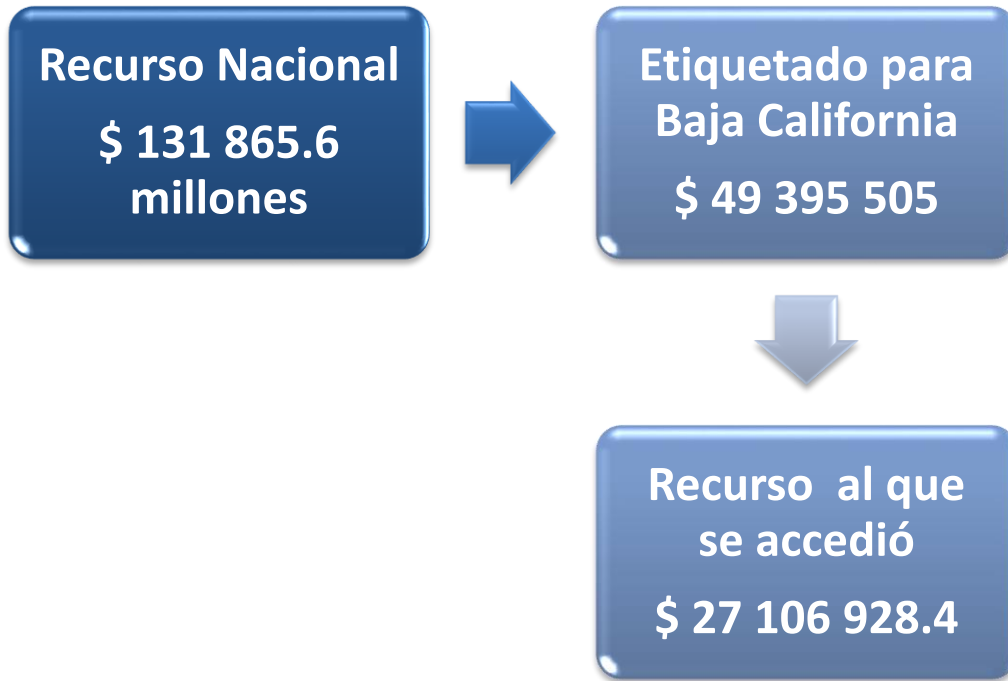 Recurso Nacional
$ 131 865.6
millones
Etiquetado para
Baja California
$ 49 395 505
Recurso al que
se accedió
$ 27 106 928.4